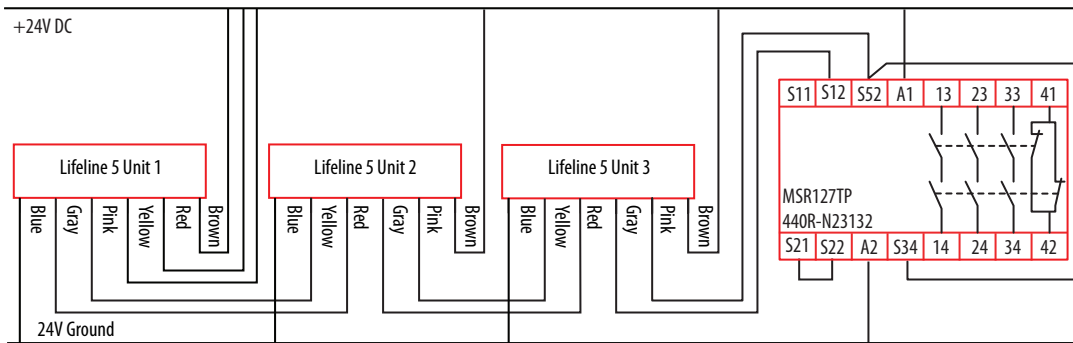 +24V DC
S11 S12 S52 A1 13 23 33 41
Lifeline 5 Unit 1
Lifeline 5 Unit 2
Lifeline 5 Unit 3
MSR127TP
440R-N23132
Blue Gray Pink Yellow Red Brown
Blue Yellow Red Gray Pink Brown
Blue Yellow Red Gray Pink Brown
S21 S22 A2 S34 14 24 34 42
24V Ground